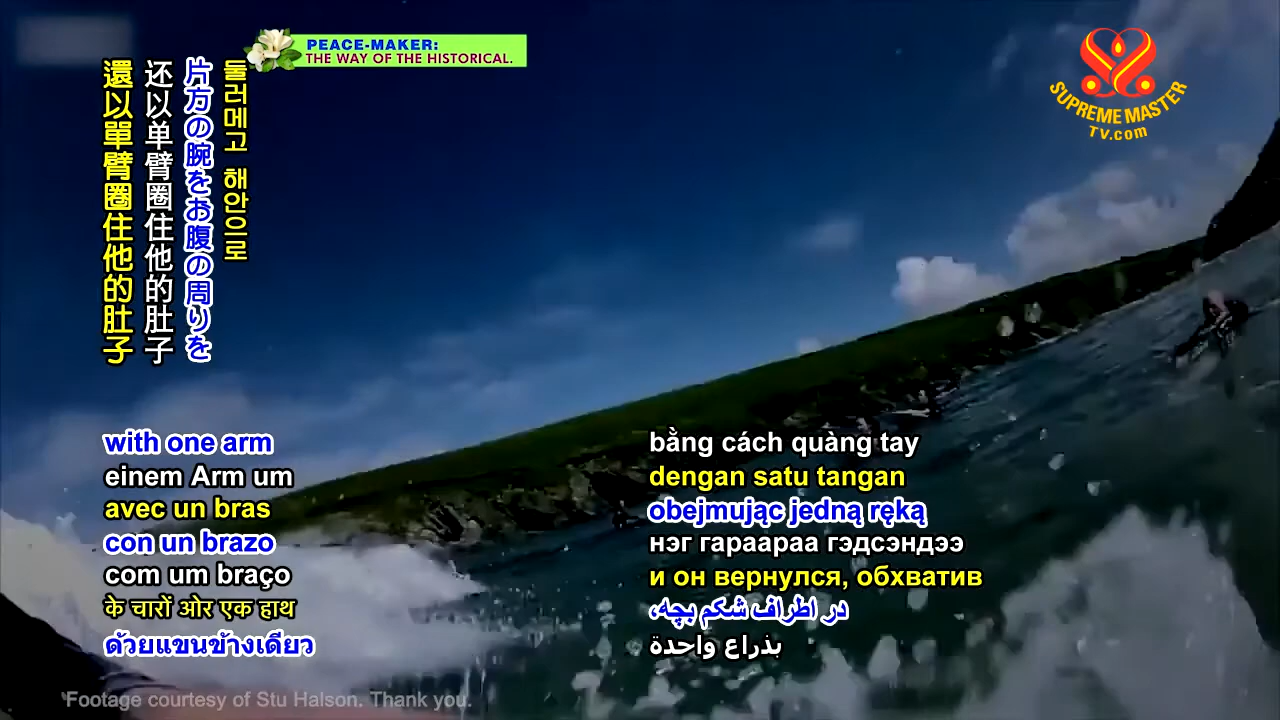 PEACE-MAKER:
THE WAY OF THE HISTORICAL.
SUPREME MASTER
TV.com
둘러메고 해안으로
片方の腕をお腹の周りを
还以单臂圈住他的肚子
還以單臂圈住他的肚子
with one arm
einem Arm um
avec un bras
con un brazo
com um braço
के चारों ओर एक हाथ
ด้วยแขนข้างเดียว
bằng cách quàng tay
dengan satu tangan
obejmując jedną ręką
нэг гараараа гэдсэндээ
и он вернулся, обхватив
در اطراف شکم بچه،
بذراع واحدة
Footage courtesy of Stu Halson. Thank you.